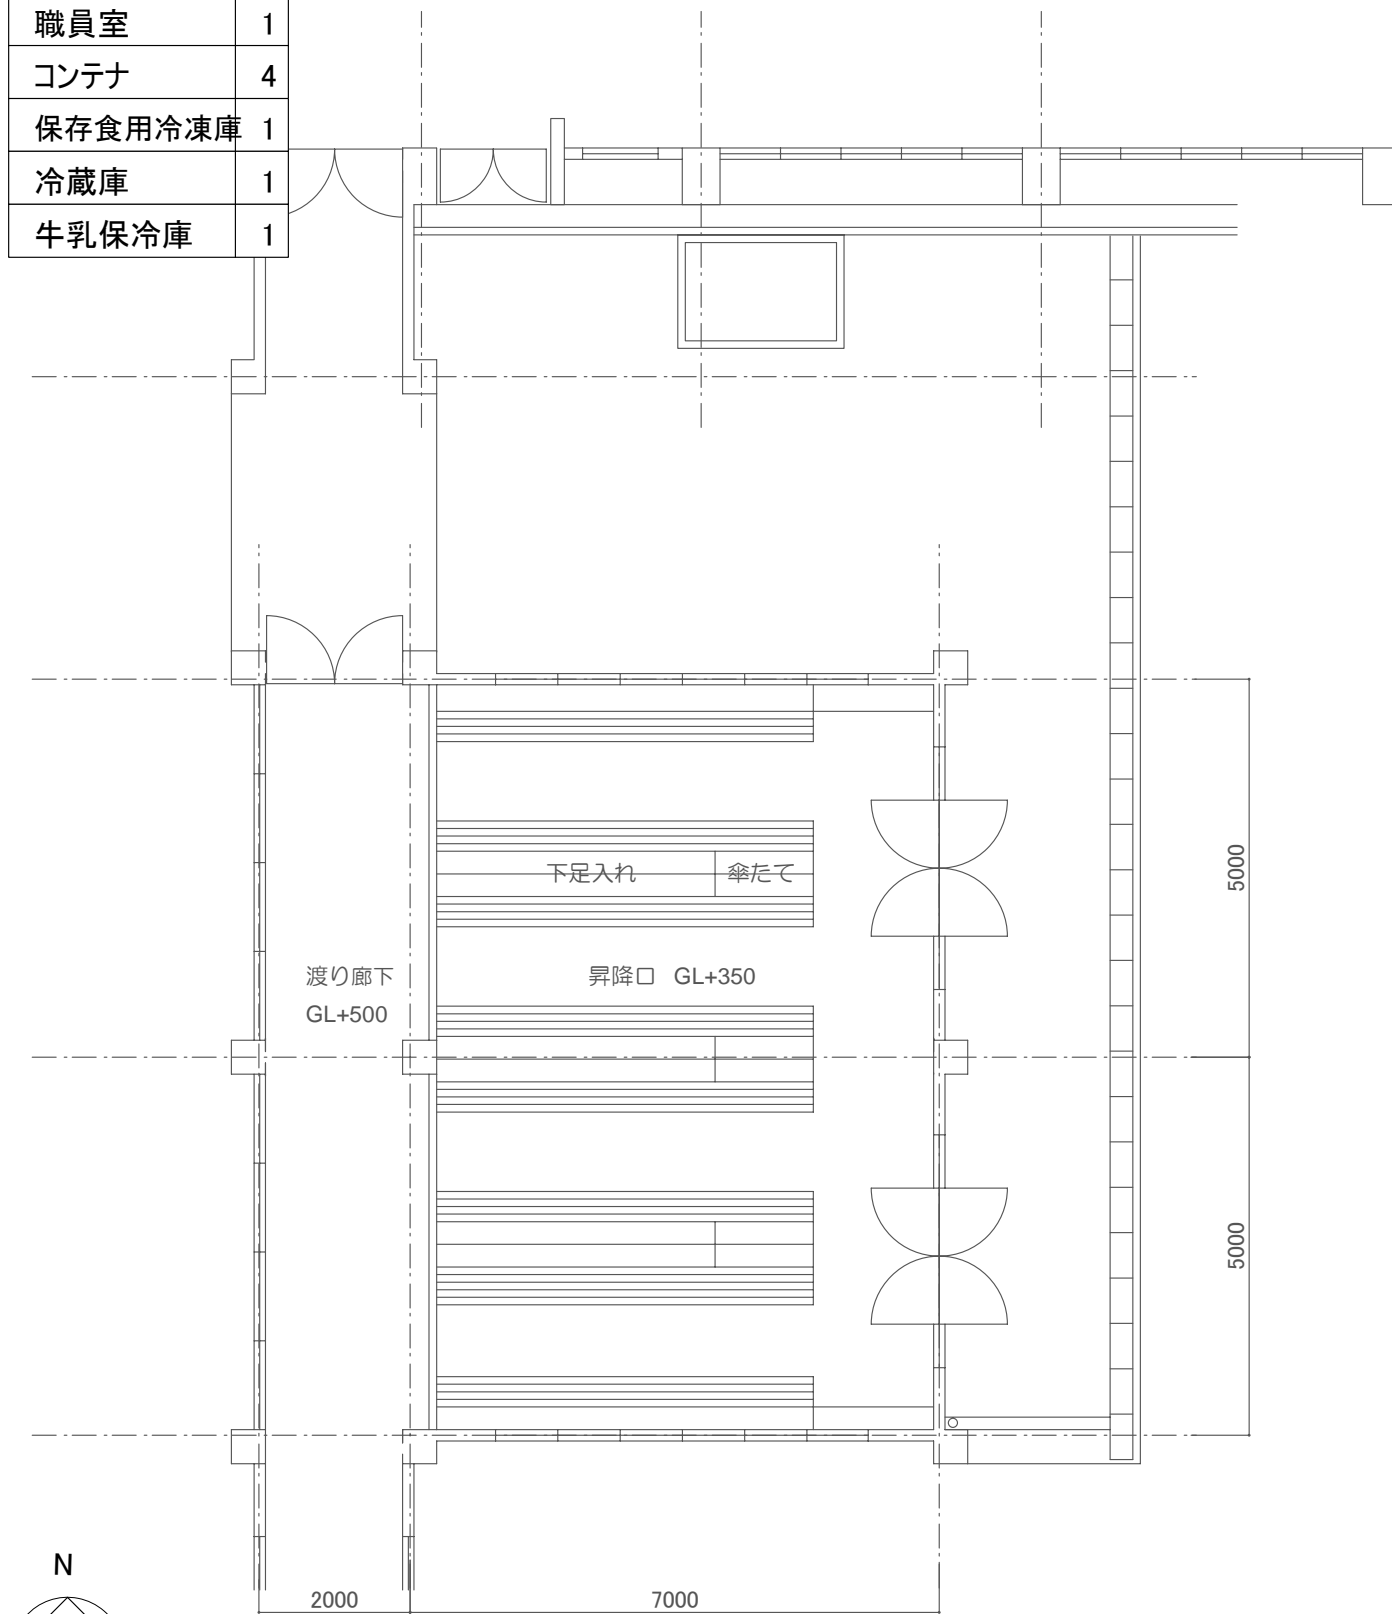 職員室 1
コンテナ 4
保存食用冷凍庫 1
冷蔵庫 1
牛乳保冷庫 1
下足入れ 傘たて
5000
渡り廊下
GL+500
昇降口 GL+350
5000
N
2000
7000